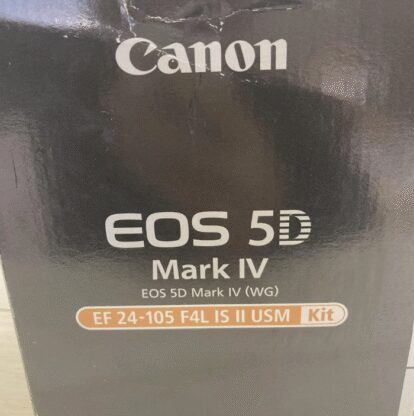 Canon
EOS 5D
Mark IV
EOS 5D Mark IV (WG)
EF 24-105 F4L IS II USM Kit